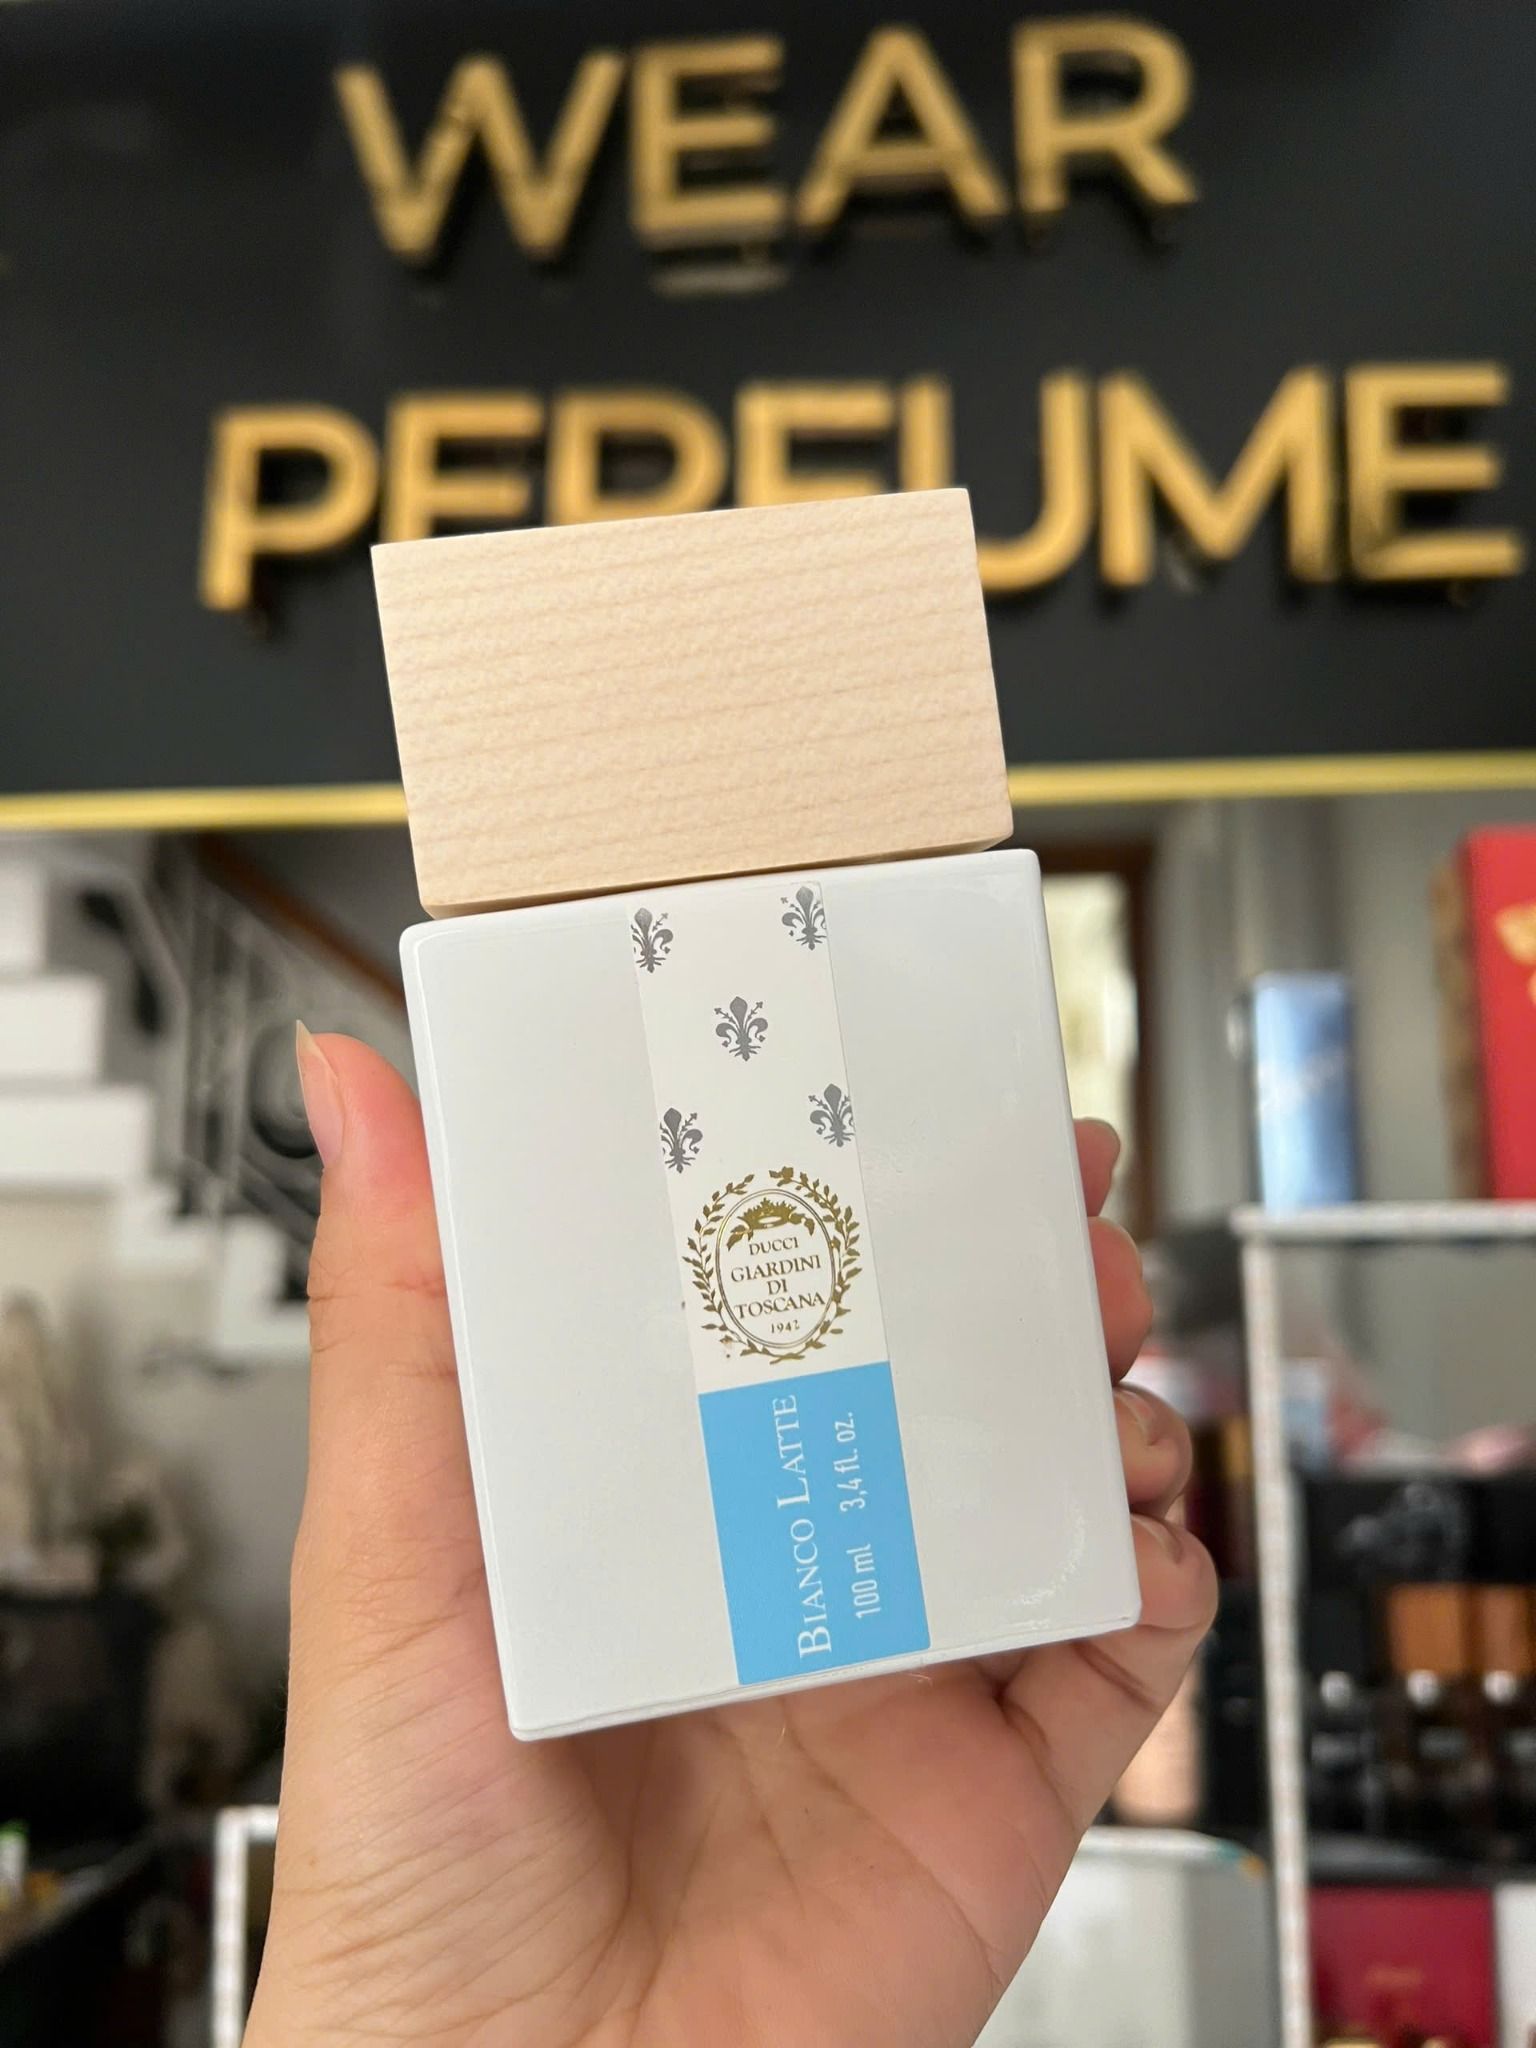 WEAR
PERFUME
DUCCI
GIARDINI
DI
TOSCANA
1942
BIANCO LATTE
100 ml 3,4 fl. oz.